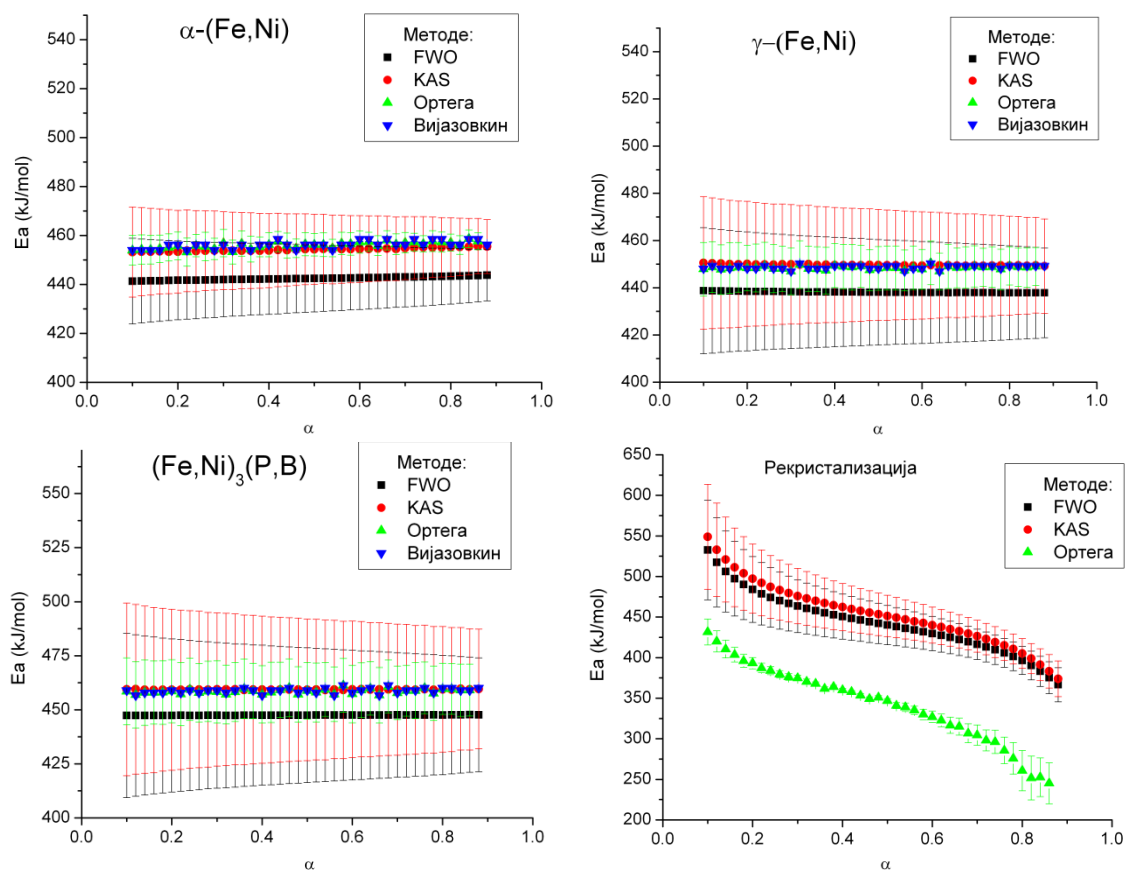 α-(Fe,Ni)
Методе:
FWO
KAS
Ортега
Вијазовкин
Ea (kJ/mol)
540
520
500
480
460
440
420
400
0.0 0.2 0.4 0.6 0.8 1.0
α
γ-(Fe,Ni)
Методе:
FWO
KAS
Ортега
Вијазовкин
Ea (kJ/mol)
540
520
500
480
460
440
420
400
0.0 0.2 0.4 0.6 0.8 1.0
α
(Fe,Ni)₃(P,B)
Методе:
FWO
KAS
Ортега
Вијазовкин
Ea (kJ/mol)
550
525
500
475
450
425
400
0.0 0.2 0.4 0.6 0.8 1.0
α
Рекристализација
Методе:
FWO
KAS
Ортега
Ea (kJ/mol)
650
600
550
500
450
400
350
300
250
200
0.0 0.2 0.4 0.6 0.8 1.0
α